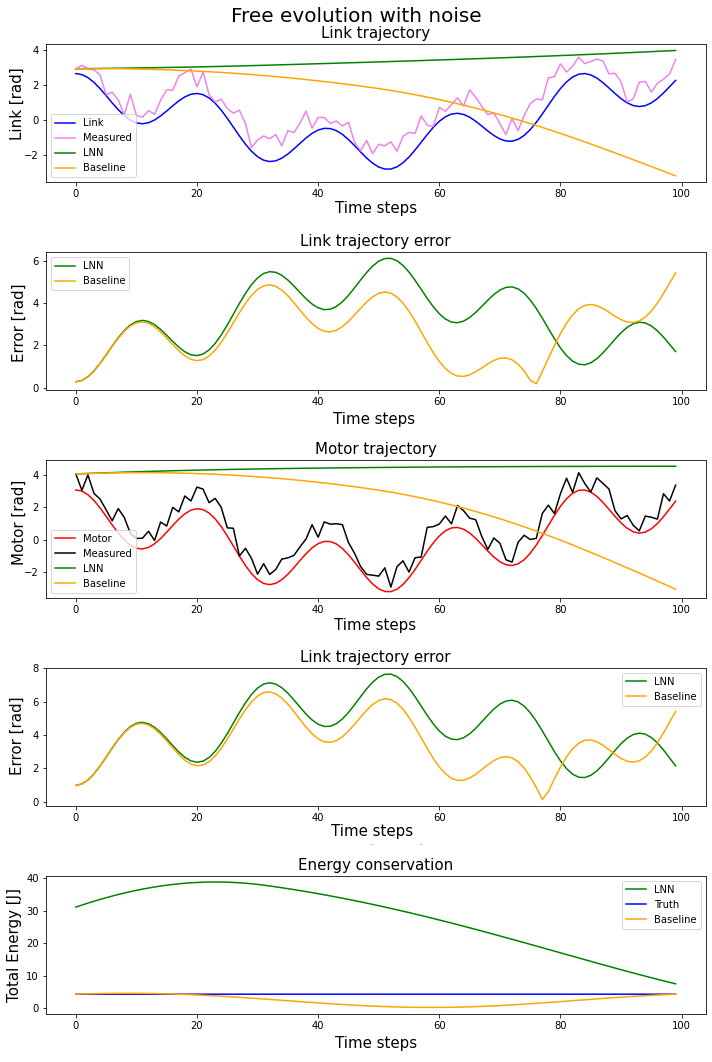 Free evolution with noise
Link trajectory
Link [rad]
4
2
0
−2
Link
Measured
LNN
Baseline
0 20 40 60 80 100
Time steps
Link trajectory error
Error [rad]
6
4
2
0
LNN
Baseline
0 20 40 60 80 100
Time steps
Motor trajectory
Motor [rad]
4
2
0
−2
Motor
Measured
LNN
Baseline
0 20 40 60 80 100
Time steps
Link trajectory error
Error [rad]
8
6
4
2
0
LNN
Baseline
0 20 40 60 80 100
Time steps
Energy conservation
Total Energy [J]
40
30
20
10
0
LNN
Truth
Baseline
0 20 40 60 80 100
Time steps